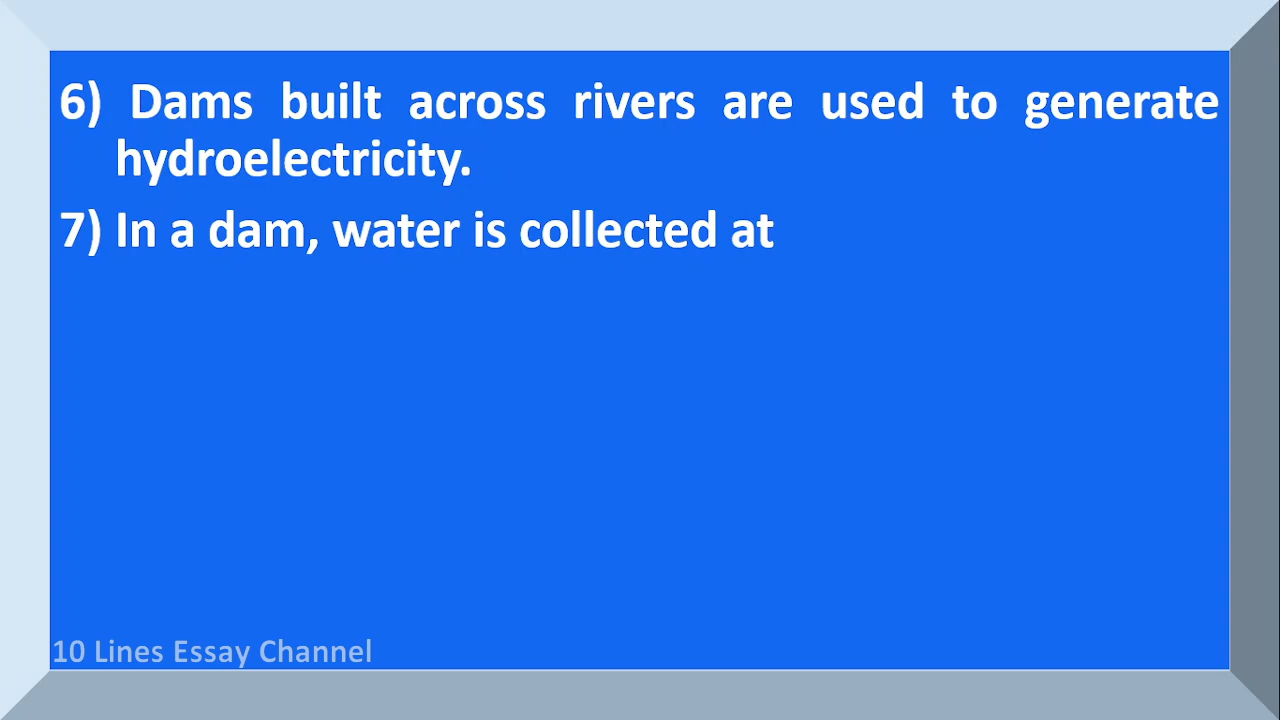 6) Dams built across rivers are used to generate
hydroelectricity.
7) In a dam, water is collected at
10 Lines Essay Channel